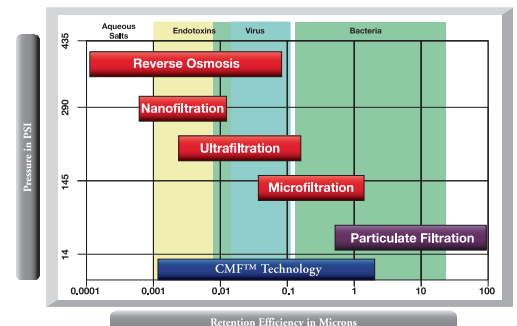 Aqueous
Salts
Endotoxins
Virus
Bacteria
435
290
145
14
Pressure in PSI
Reverse Osmosis
Nanofiltration
Ultrafiltration
Microfiltration
Particulate Filtration
CMF™ Technology
0,0001
0,001
0,01
0,1
1
10
100
Retention Efficiency in Microns